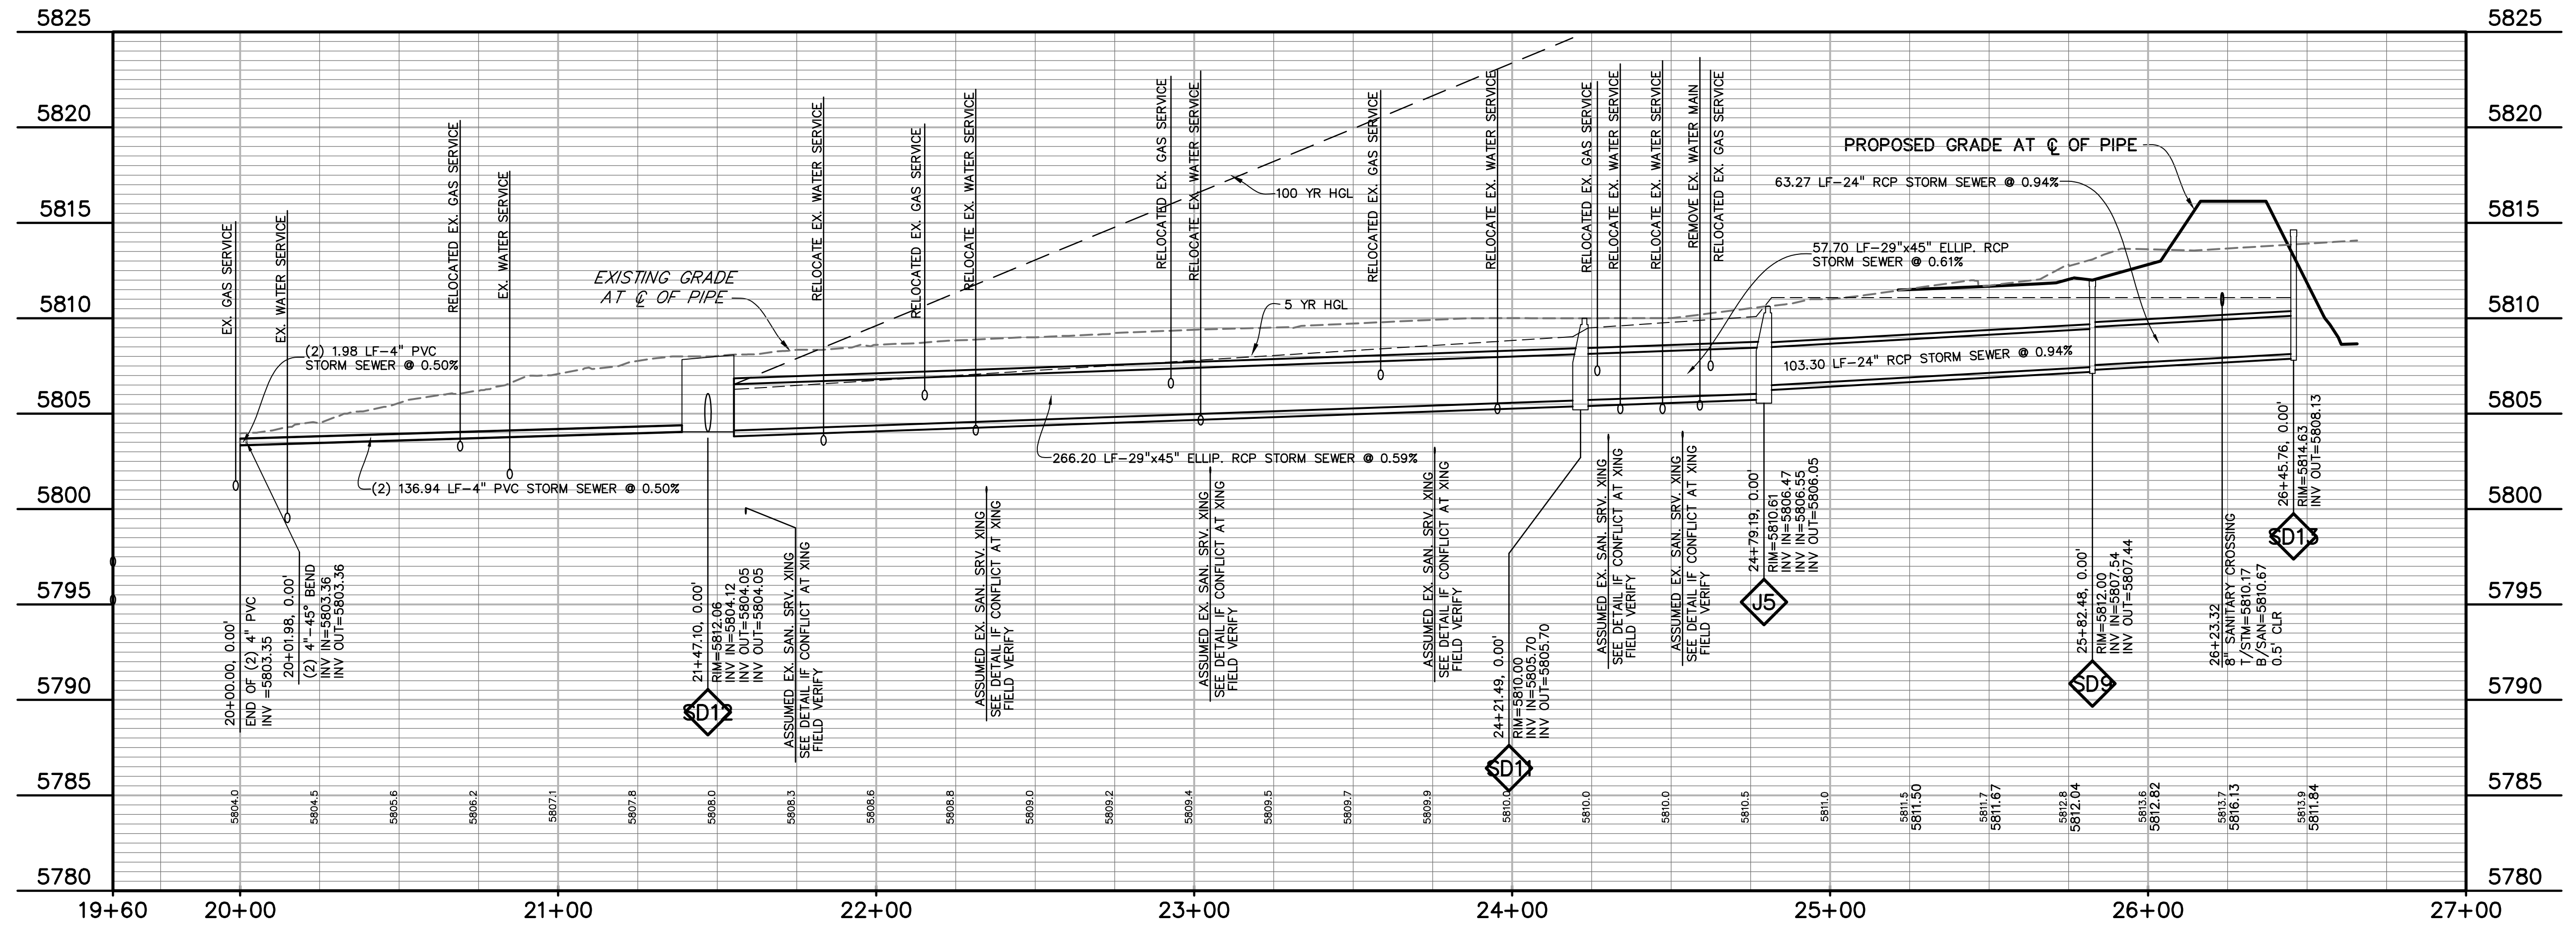 5825
5825
5820
5820
5815
5815
5810
5810
5805
5805
5800
5800
5795
5795
5790
5790
5785
5785
5780
5780
EX. GAS SERVICE
EX. WATER SERVICE
RELOCATED EX. GAS SERVICE
EX. WATER SERVICE
RELOCATE EX. WATER SERVICE
RELOCATED EX. GAS SERVICE
RELOCATE EX. WATER SERVICE
RELOCATED EX. GAS SERVICE
RELOCATE EX. WATER SERVICE
RELOCATED EX. GAS SERVICE
RELOCATE EX. WATER SERVICE
RELOCATED EX. GAS SERVICE
RELOCATE EX. WATER SERVICE
RELOCATE EX. WATER SERVICE
REMOVE EX. WATER MAIN
RELOCATED EX. GAS SERVICE
PROPOSED GRADE AT ℄ OF PIPE
63.27 LF-24" RCP STORM SEWER @ 0.94%
100 YR HGL
57.70 LF-29"x45" ELLIP. RCP
STORM SEWER @ 0.61%
EXISTING GRADE
AT ℄ OF PIPE
5 YR HGL
(2) 1.98 LF-4" PVC
STORM SEWER @ 0.50%
103.30 LF-24" RCP STORM SEWER @ 0.94%
266.20 LF-29"x45" ELLIP. RCP STORM SEWER @ 0.59%
(2) 136.94 LF-4" PVC STORM SEWER @ 0.50%
20+00.00, 0.00'
END OF (2) 4" PVC
INV =5803.35
20+01.98, 0.00'
(2) 4"-45° BEND
INV IN=5803.36
INV OUT=5803.36
21+47.10, 0.00'
RIM=5812.06
INV IN=5804.12
INV OUT=5804.05
INV OUT=5804.05
SD12
ASSUMED EX. SAN. SRV. XING
SEE DETAIL IF CONFLICT AT XING
FIELD VERIFY
ASSUMED EX. SAN. SRV. XING
SEE DETAIL IF CONFLICT AT XING
FIELD VERIFY
ASSUMED EX. SAN. SRV. XING
SEE DETAIL IF CONFLICT AT XING
FIELD VERIFY
ASSUMED EX. SAN. SRV. XING
SEE DETAIL IF CONFLICT AT XING
FIELD VERIFY
24+21.49, 0.00'
RIM=5810.00
INV IN=5805.70
INV OUT=5805.70
SD11
ASSUMED EX. SAN. SRV. XING
SEE DETAIL IF CONFLICT AT XING
FIELD VERIFY
ASSUMED EX. SAN. SRV. XING
SEE DETAIL IF CONFLICT AT XING
FIELD VERIFY
24+79.19, 0.00'
RIM=5810.61
INV IN=5806.47
INV IN=5806.55
INV OUT=5806.05
J5
25+82.48, 0.00'
RIM=5812.00
INV IN=5807.54
INV OUT=5807.44
SD9
26+23.32
8" SANITARY CROSSING
T/STM=5810.17
B/SAN=5810.67
0.5' CLR
26+45.76, 0.00'
RIM=5814.63
INV OUT=5808.13
SD13
5804.0
5804.5
5805.6
5806.2
5807.1
5807.8
5808.0
5808.3
5808.6
5808.8
5809.0
5809.2
5809.4
5809.5
5809.7
5809.9
5810.0
5810.0
5810.0
5810.5
5811.0
5811.5
5811.50
5811.7
5811.67
5812.8
5812.04
5813.6
5812.82
5813.7
5816.13
5813.9
5811.84
19+60
20+00
21+00
22+00
23+00
24+00
25+00
26+00
27+00